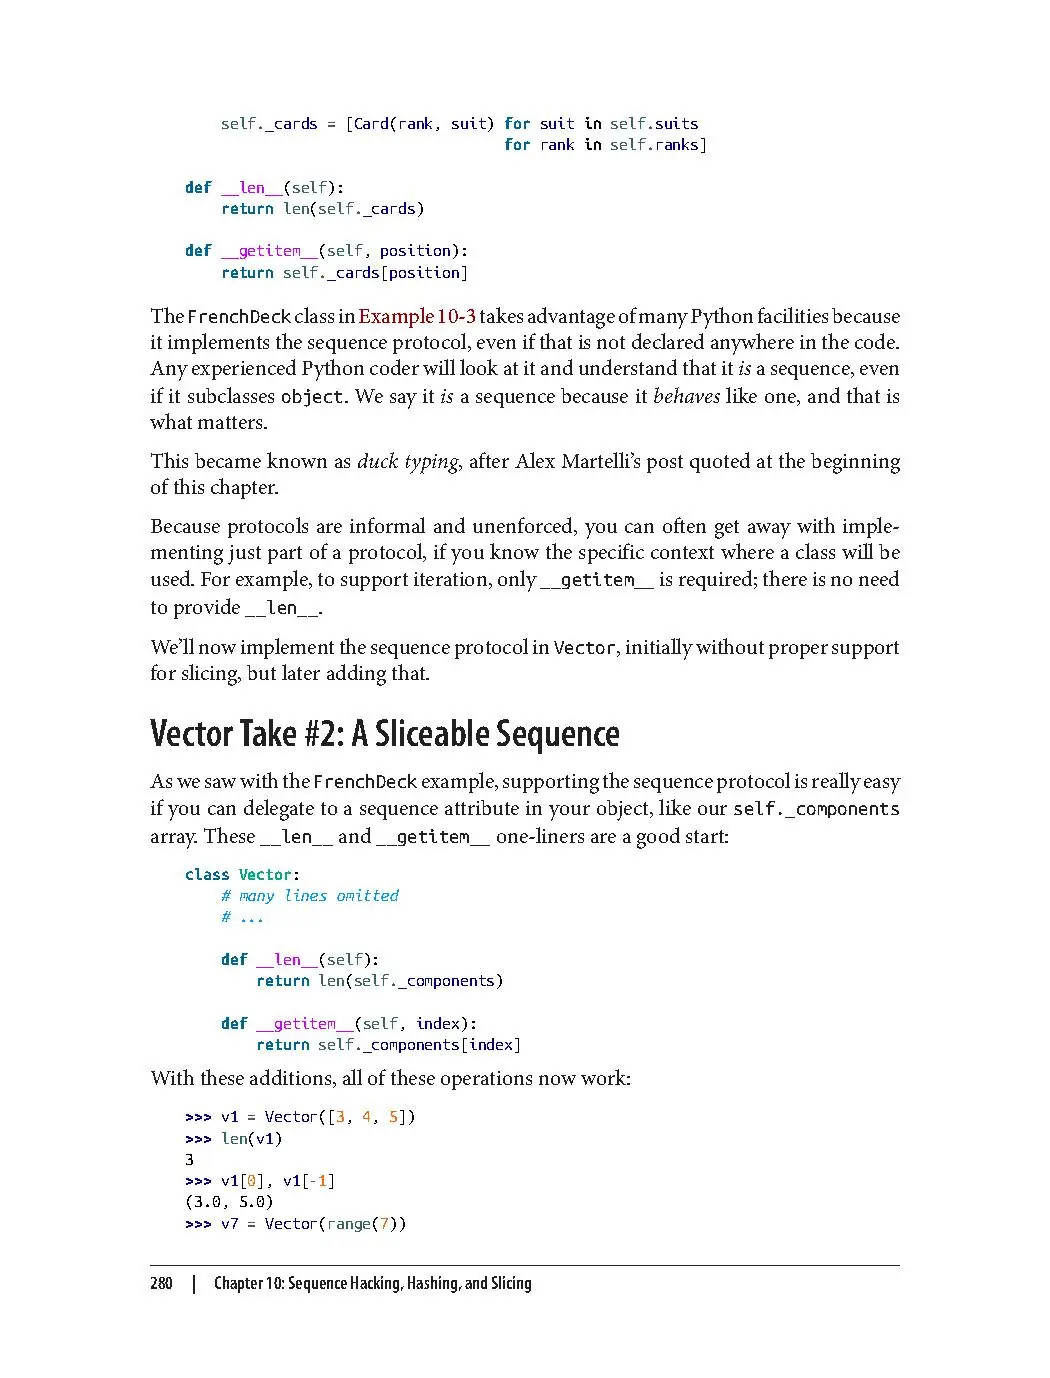 self._cards = [Card(rank, suit) for suit in self.suits
for rank in self.ranks]
def __len__(self):
return len(self._cards)
def __getitem__(self, position):
return self._cards[position]
The FrenchDeck class in Example 10-3 takes advantage of many Python facilities because
it implements the sequence protocol, even if that is not declared anywhere in the code.
Any experienced Python coder will look at it and understand that it is a sequence, even
if it subclasses object. We say it is a sequence because it behaves like one, and that is
what matters.
This became known as duck typing, after Alex Martelli’s post quoted at the beginning
of this chapter.
Because protocols are informal and unenforced, you can often get away with imple-
menting just part of a protocol, if you know the specific context where a class will be
used. For example, to support iteration, only __getitem__ is required; there is no need
to provide __len__.
We’ll now implement the sequence protocol in Vector, initially without proper support
for slicing, but later adding that.
Vector Take #2: A Sliceable Sequence
As we saw with the FrenchDeck example, supporting the sequence protocol is really easy
if you can delegate to a sequence attribute in your object, like our self._components
array. These __len__ and __getitem__ one-liners are a good start:
class Vector:
# many lines omitted
# ...
def __len__(self):
return len(self._components)
def __getitem__(self, index):
return self._components[index]
With these additions, all of these operations now work:
>>> v1 = Vector([3, 4, 5])
>>> len(v1)
3
>>> v1[0], v1[-1]
(3.0, 5.0)
>>> v7 = Vector(range(7))
280 | Chapter 10: Sequence Hacking, Hashing, and Slicing